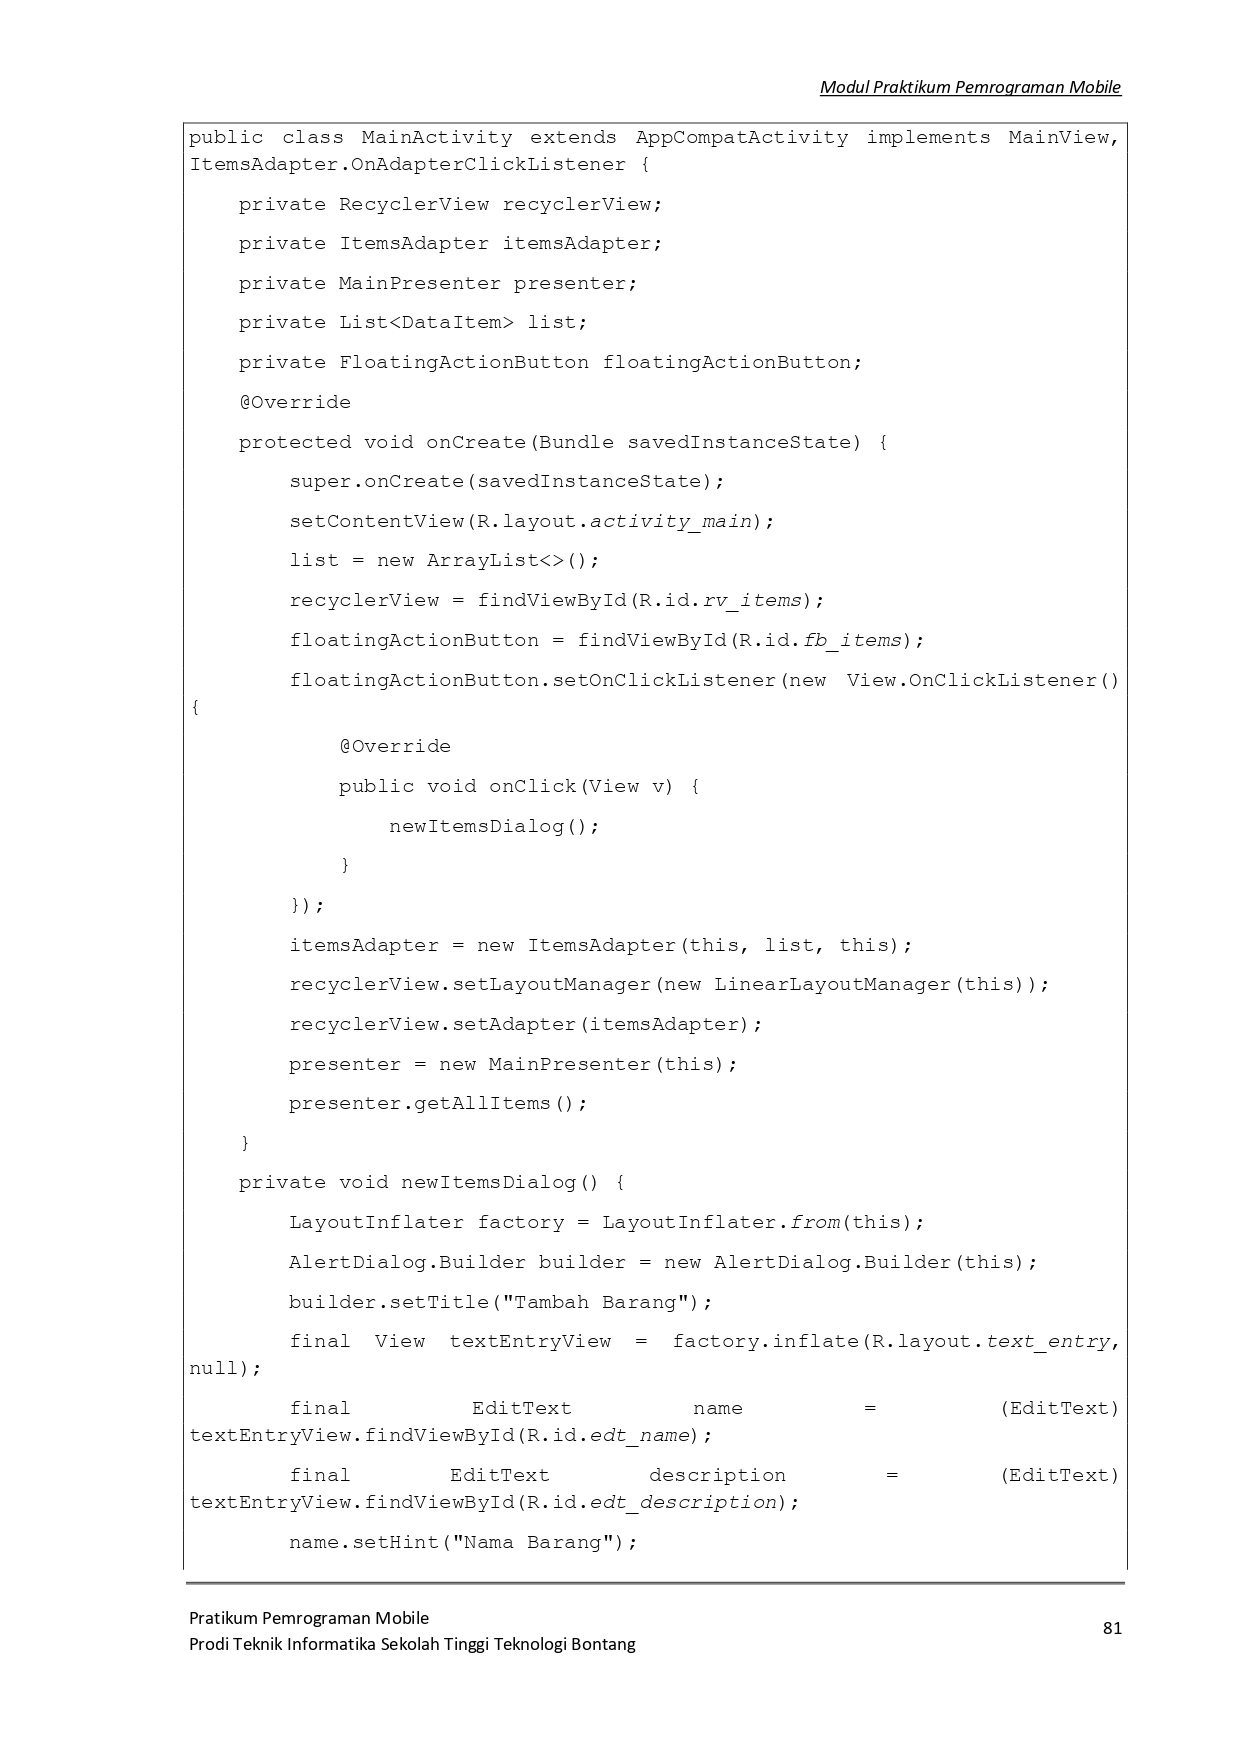 Modul Praktikum Pemrograman Mobile
public class MainActivity extends AppCompatActivity implements MainView,
ItemsAdapter.OnAdapterClickListener {
private RecyclerView recyclerView;
private ItemsAdapter itemsAdapter;
private MainPresenter presenter;
private List<DataItem> list;
private FloatingActionButton floatingActionButton;
@Override
protected void onCreate(Bundle savedInstanceState) {
super.onCreate(savedInstanceState);
setContentView(R.layout.activity_main);
list = new ArrayList<>();
recyclerView = findViewById(R.id.rv_items);
floatingActionButton = findViewById(R.id.fb_items);
floatingActionButton.setOnClickListener(new View.OnClickListener()
{
@Override
public void onClick(View v) {
newItemsDialog();
}
});
itemsAdapter = new ItemsAdapter(this, list, this);
recyclerView.setLayoutManager(new LinearLayoutManager(this));
recyclerView.setAdapter(itemsAdapter);
presenter = new MainPresenter(this);
presenter.getAllItems();
}
private void newItemsDialog() {
LayoutInflater factory = LayoutInflater.from(this);
AlertDialog.Builder builder = new AlertDialog.Builder(this);
builder.setTitle("Tambah Barang");
final View textEntryView = factory.inflate(R.layout.text_entry,
null);
final EditText name = (EditText)
textEntryView.findViewById(R.id.edt_name);
final EditText description = (EditText)
textEntryView.findViewById(R.id.edt_description);
name.setHint("Nama Barang");
Pratikum Pemrograman Mobile
81
Prodi Teknik Informatika Sekolah Tinggi Teknologi Bontang